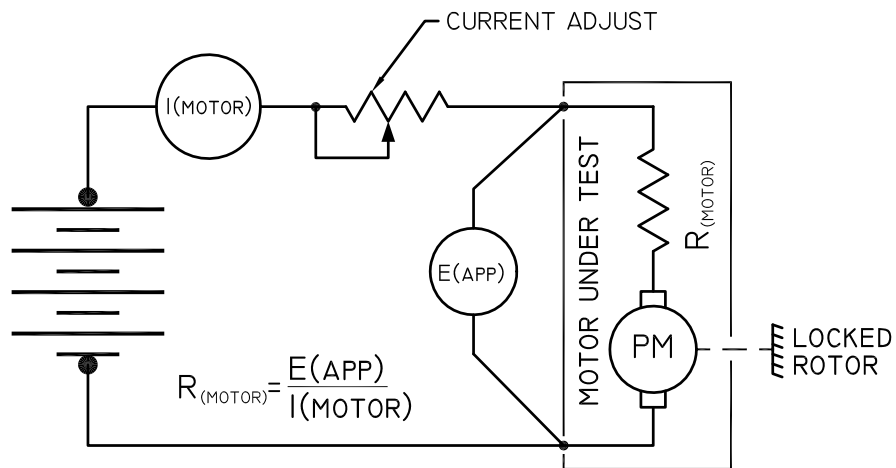 CURRENT ADJUST
I(MOTOR)
E(APP)
MOTOR UNDER TEST
R(MOTOR)
PM
LOCKED
ROTOR
R(MOTOR)=E(APP)
I(MOTOR)